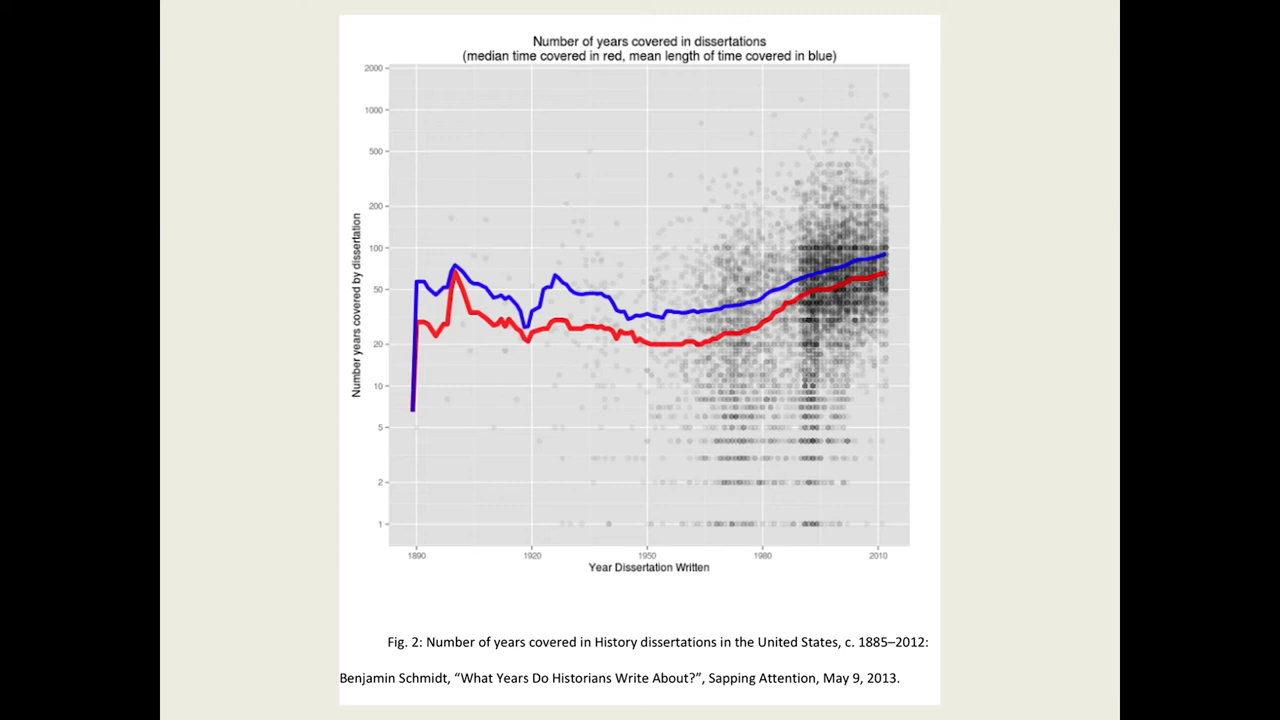 Number of years covered in dissertations
(median time covered in red, mean length of time covered in blue)
2000
1000
500
200
100
50
20
10
5
2
1
Number years covered by dissertation
1890 1920 1950 1980 2010
Year Dissertation Written
Fig. 2: Number of years covered in History dissertations in the United States, c. 1885–2012:
Benjamin Schmidt, “What Years Do Historians Write About?”, Sapping Attention, May 9, 2013.